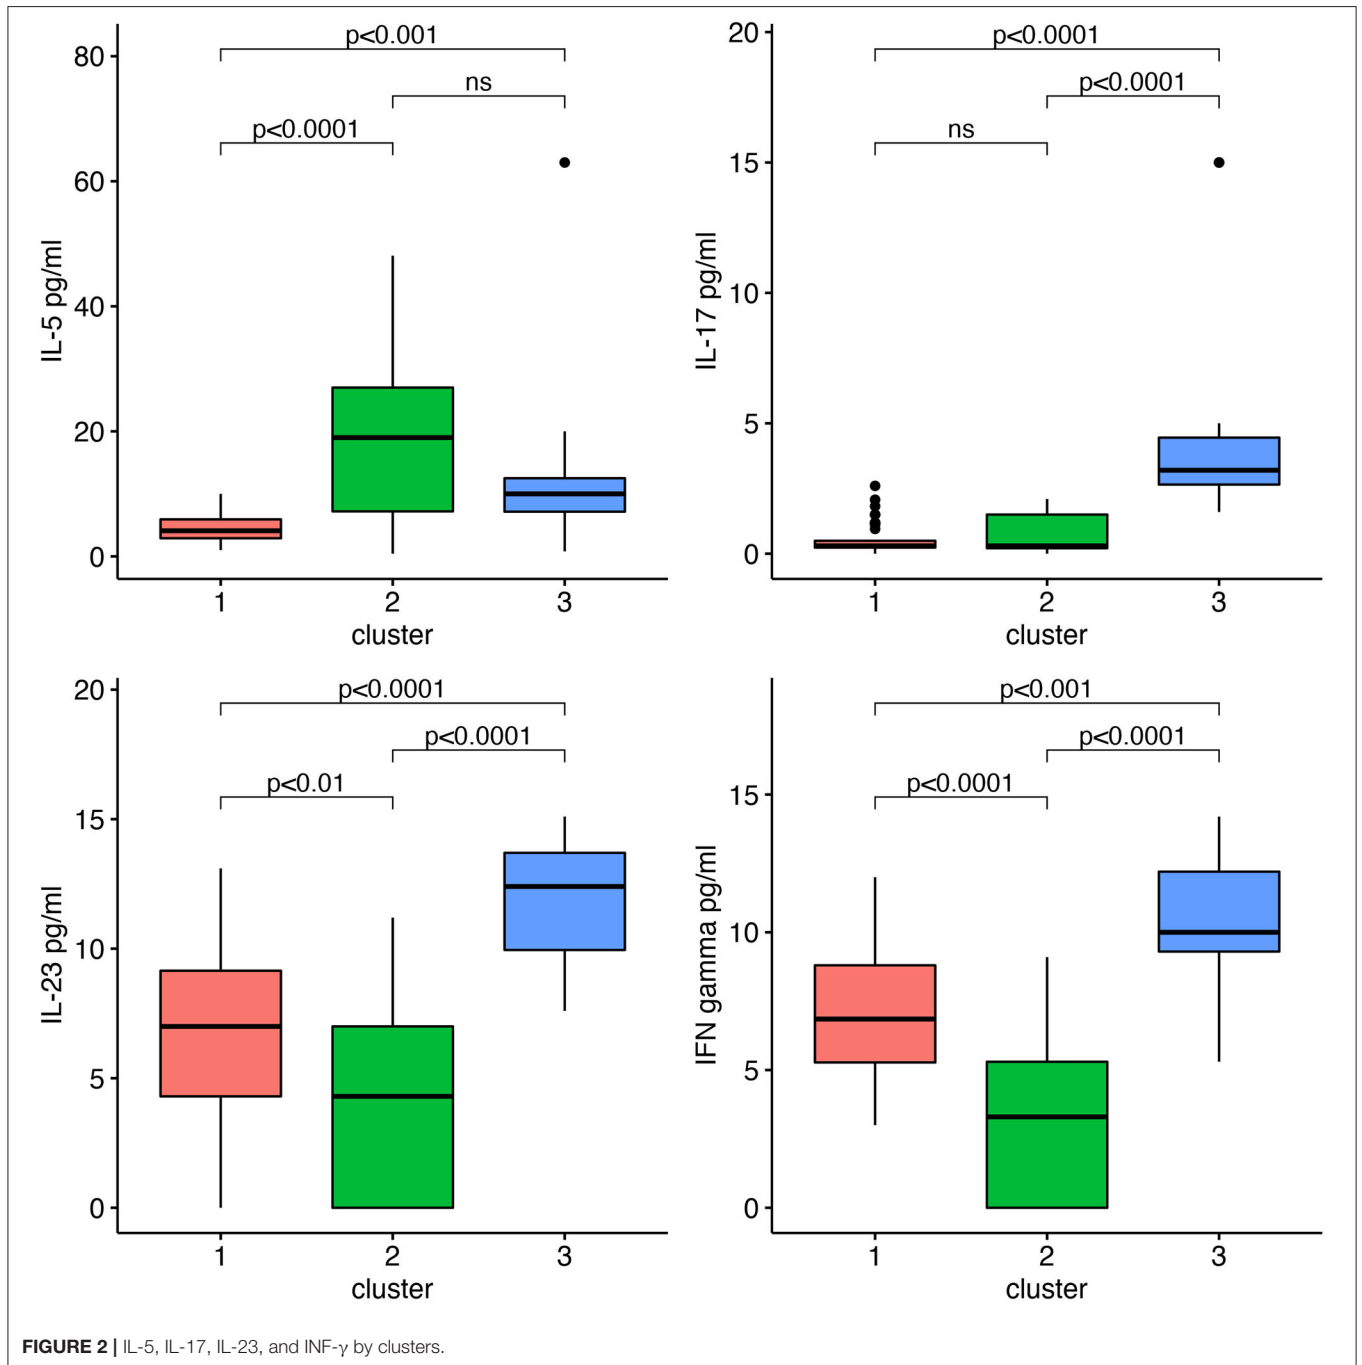 p<0.001
ns
p<0.0001
80
60
40
20
0
IL-5 pg/ml
1 2 3
cluster
p<0.0001
p<0.0001
ns
20
15
10
5
0
IL-17 pg/ml
1 2 3
cluster
p<0.0001
p<0.0001
p<0.01
20
15
10
5
0
IL-23 pg/ml
1 2 3
cluster
p<0.001
p<0.0001
p<0.0001
15
10
5
0
IFN gamma pg/ml
1 2 3
cluster
FIGURE 2 | IL-5, IL-17, IL-23, and INF-γ by clusters.